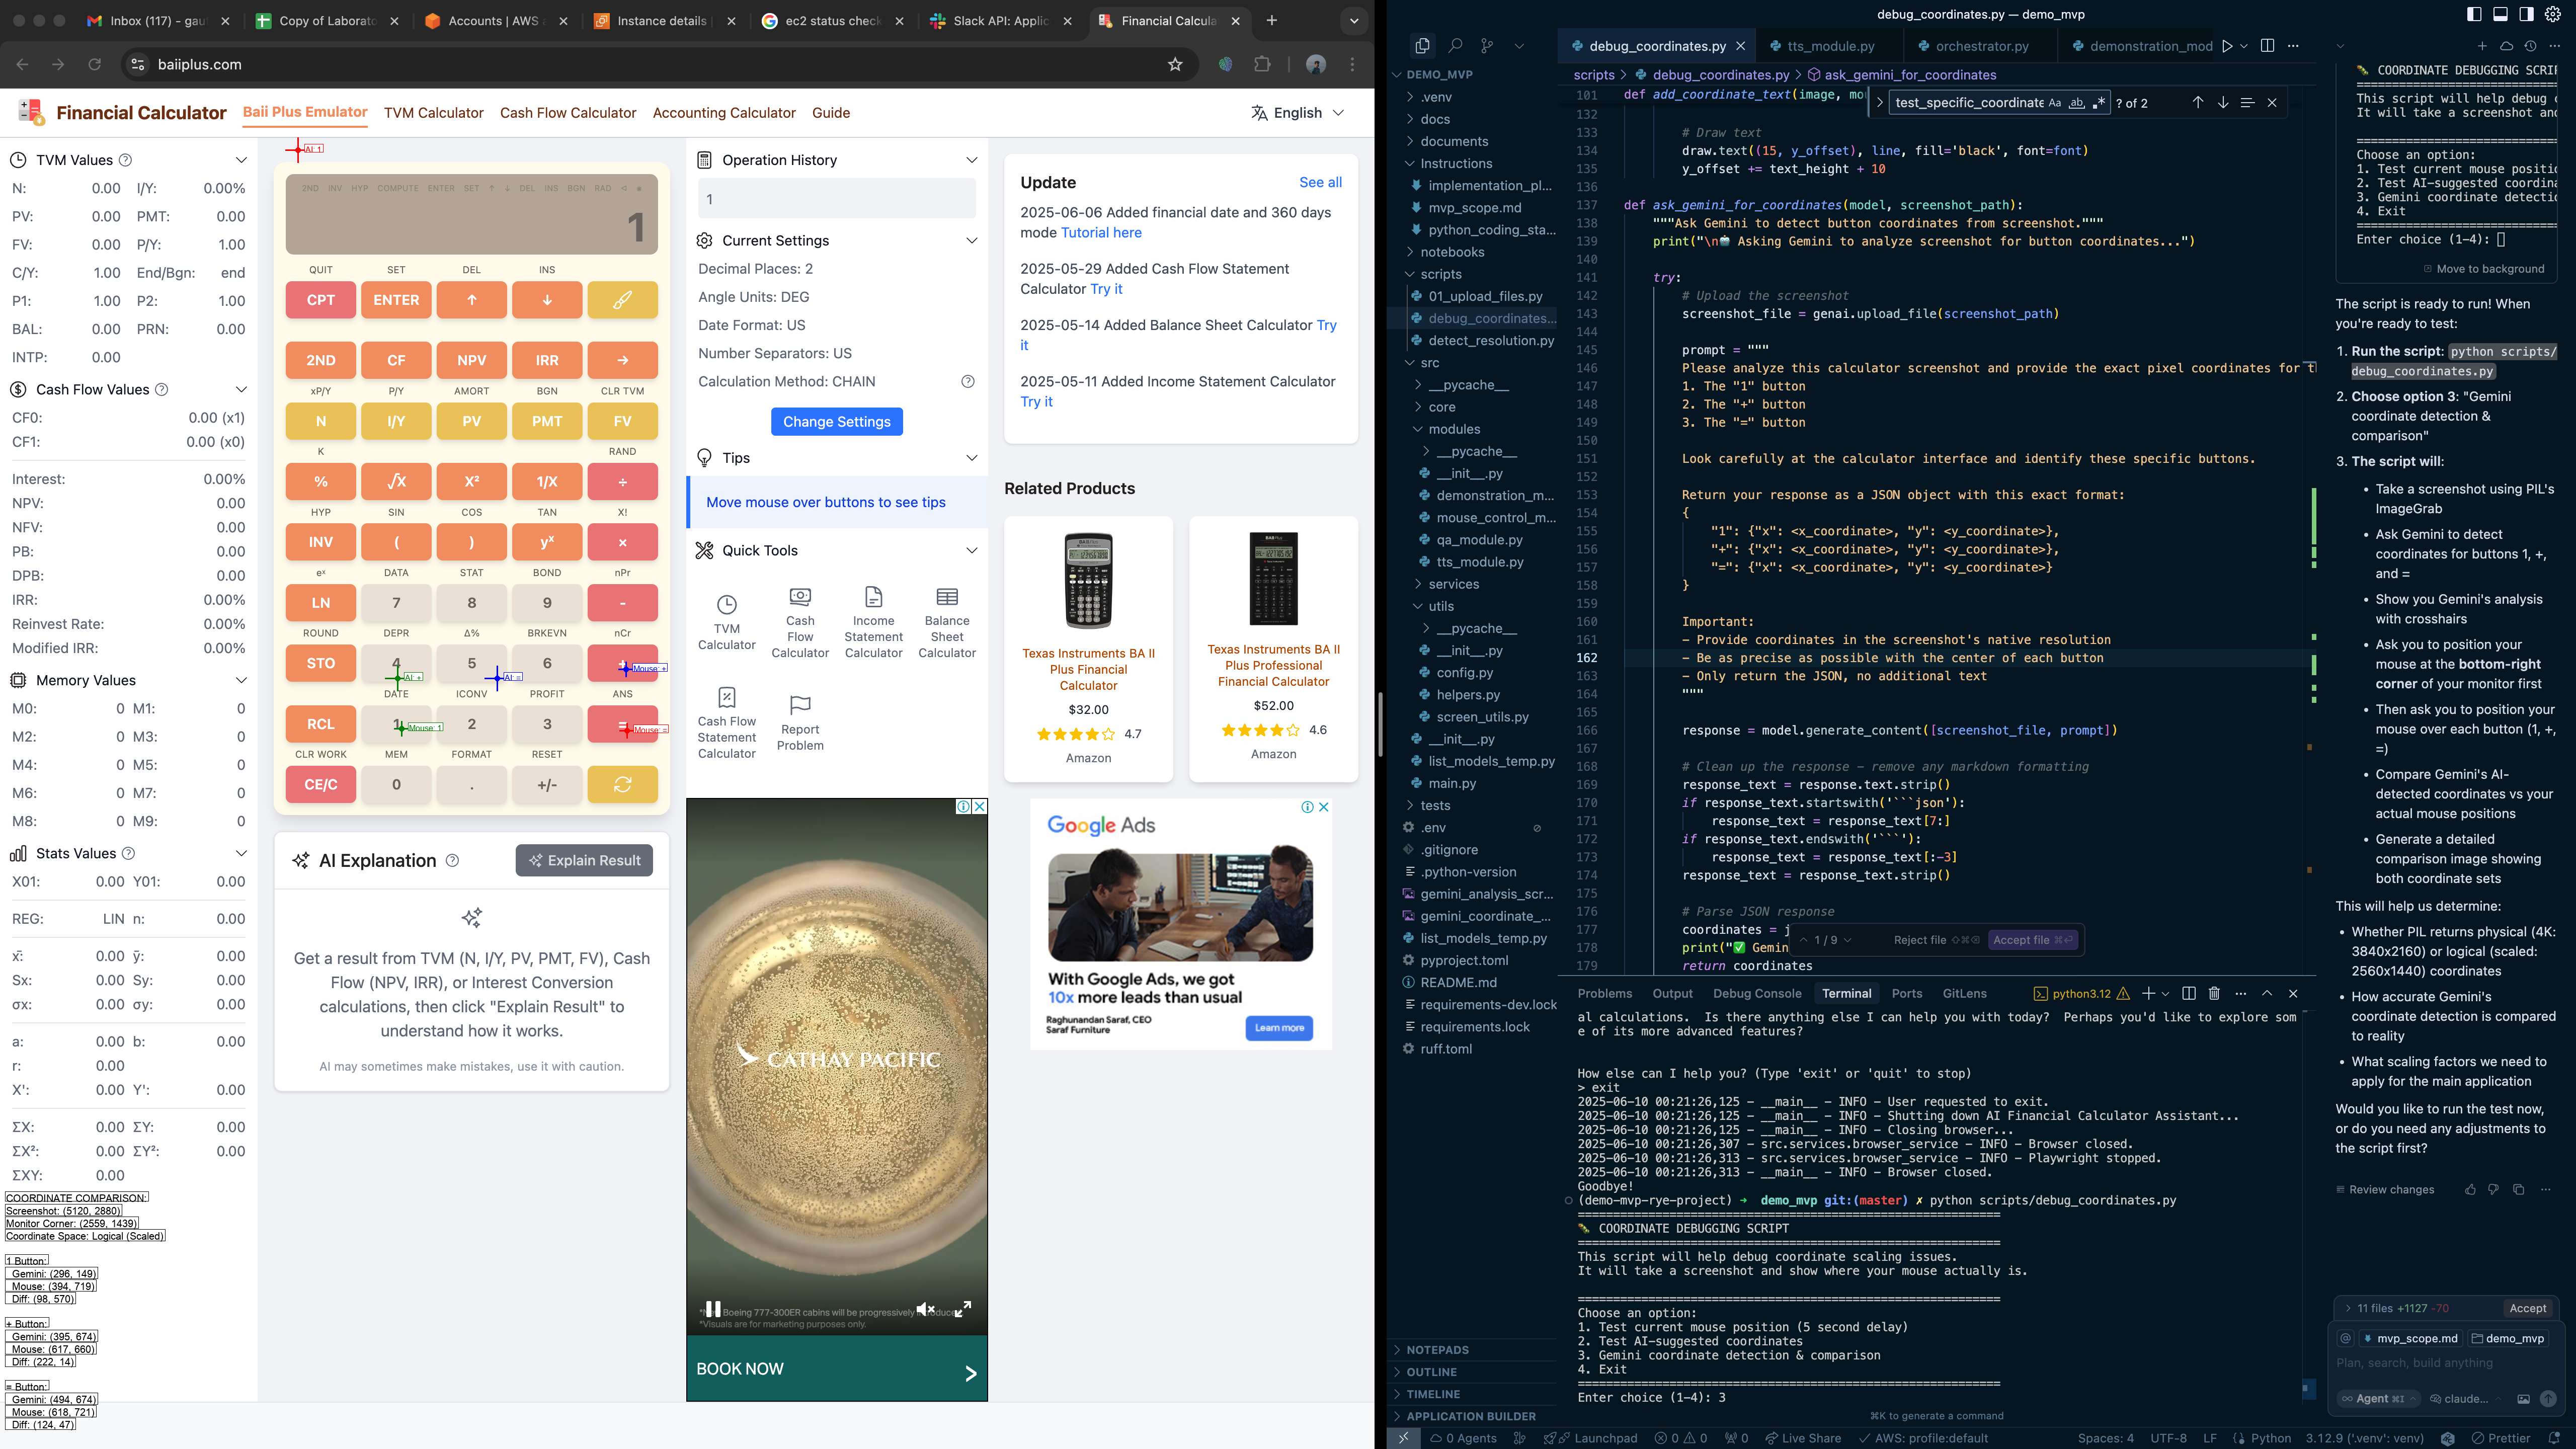 Inbox (117) - gau
Copy of Laborato
Accounts | AWS a
Instance details
ec2 status check
Slack API: Applic
Financial Calcula
baiiplus.com
Financial Calculator
Baii Plus Emulator
TVM Calculator
Cash Flow Calculator
Accounting Calculator
Guide
English
TVM Values
N: 0.00 I/Y: 0.00%
PV: 0.00 PMT: 0.00
FV: 0.00 P/Y: 1.00
C/Y: 1.00 End/Bgn: end
P1: 1.00 P2: 1.00
BAL: 0.00 PRN: 0.00
INTP: 0.00
Cash Flow Values
CF0: 0.00 (x1)
CF1: 0.00 (x0)
Interest: 0.00%
NPV: 0.00
NFV: 0.00
PB: 0.00
DPB: 0.00
IRR: 0.00%
Reinvest Rate: 0.00%
Modified IRR: 0.00%
Memory Values
M0: 0 M1: 0
M2: 0 M3: 0
M4: 0 M5: 0
M6: 0 M7: 0
M8: 0 M9: 0
Stats Values
X01: 0.00 Y01: 0.00
REG: LIN n: 0.00
x̄: 0.00 ȳ: 0.00
Sx: 0.00 Sy: 0.00
σx: 0.00 σy: 0.00
a: 0.00 b: 0.00
r: 0.00
X': 0.00 Y': 0.00
ΣX: 0.00 ΣY: 0.00
ΣX²: 0.00 ΣY²: 0.00
ΣXY: 0.00
COORDINATE COMPARISON:
Screenshot: (5120, 2880)
Monitor Corner: (2559, 1439)
Coordinate Space: Logical (Scaled)
1 Button:
Gemini: (296, 149)
Mouse: (394, 719)
Diff: (98, 570)
+ Button:
Gemini: (395, 674)
Mouse: (617, 660)
Diff: (222, 14)
= Button:
Gemini: (494, 674)
Mouse: (618, 721)
Diff: (124, 47)
AI: 1
2ND INV HYP COMPUTE ENTER SET ↑ ↓ DEL INS BGN RAD
1
QUIT SET DEL INS
CPT ENTER ↑ ↓
2ND CF NPV IRR →
xP/Y P/Y AMORT BGN CLR TVM
N I/Y PV PMT FV
K RAND
% √X X² 1/X ÷
HYP SIN COS TAN X!
INV ( ) yˣ ×
eˣ DATA STAT BOND nPr
LN 7 8 9 -
ROUND DEPR Δ% BRKEVN nCr
STO 4 5 6
AI: + AI: = Mouse: +
DATE ICONV PROFIT ANS
RCL 1 2 3 =
Mouse: 1 Mouse: =
CLR WORK MEM FORMAT RESET
CE/C 0 . +/-
AI Explanation
Explain Result
Get a result from TVM (N, I/Y, PV, PMT, FV), Cash
Flow (NPV, IRR), or Interest Conversion
calculations, then click "Explain Result" to
understand how it works.
AI may sometimes make mistakes, use it with caution.
Operation History
1
Current Settings
Decimal Places: 2
Angle Units: DEG
Date Format: US
Number Separators: US
Calculation Method: CHAIN
Change Settings
Tips
Move mouse over buttons to see tips
Quick Tools
TVM
Calculator
Cash
Flow
Calculator
Income
Statement
Calculator
Balance
Sheet
Calculator
Cash Flow
Statement
Calculator
Report
Problem
CATHAY PACIFIC
Boeing 777-300ER cabins will be progressively
*Visuals are for marketing purposes only.
BOOK NOW
Update
See all
2025-06-06 Added financial date and 360 days
mode Tutorial here
2025-05-29 Added Cash Flow Statement
Calculator Try it
2025-05-14 Added Balance Sheet Calculator Try
it
2025-05-11 Added Income Statement Calculator
Try it
Related Products
Texas Instruments BA II
Plus Financial
Calculator
$32.00
4.7
Amazon
Texas Instruments BA II
Plus Professional
Financial Calculator
$52.00
4.6
Amazon
Google Ads
With Google Ads, we got
10x more leads than usual
Raghunandan Saraf, CEO
Saraf Furniture
Learn more
debug_coordinates.py — demo_mvp
DEMO_MVP
.venv
docs
documents
Instructions
implementation_pl...
mvp_scope.md
python_coding_sta...
notebooks
scripts
01_upload_files.py
debug_coordinates...
detect_resolution.py
src
__pycache__
core
modules
__pycache__
__init__.py
demonstration_m...
mouse_control_m...
qa_module.py
tts_module.py
services
utils
__pycache__
__init__.py
config.py
helpers.py
screen_utils.py
__init__.py
list_models_temp.py
main.py
tests
.env
.gitignore
.python-version
gemini_analysis_scr...
gemini_coordinate_...
list_models_temp.py
pyproject.toml
README.md
requirements-dev.lock
requirements.lock
ruff.toml
NOTEPADS
OUTLINE
TIMELINE
APPLICATION BUILDER
debug_coordinates.py
tts_module.py
orchestrator.py
demonstration_mod
scripts > debug_coordinates.py > ask_gemini_for_coordinates
test_specific_coordinate Aa ab .* ? of 2
101 def add_coordinate_text(image, mo
132
133 # Draw text
134 draw.text((15, y_offset), line, fill='black', font=font)
135 y_offset += text_height + 10
136
137 def ask_gemini_for_coordinates(model, screenshot_path):
138 """Ask Gemini to detect button coordinates from screenshot."""
139 print("\n🤖 Asking Gemini to analyze screenshot for button coordinates...")
140
141 try:
142 # Upload the screenshot
143 screenshot_file = genai.upload_file(screenshot_path)
144
145 prompt = """
146 Please analyze this calculator screenshot and provide the exact pixel coordinates for t
147 1. The "1" button
148 2. The "+" button
149 3. The "=" button
150
151 Look carefully at the calculator interface and identify these specific buttons.
152
153 Return your response as a JSON object with this exact format:
154 {
155 "1": {"x": <x_coordinate>, "y": <y_coordinate>},
156 "+": {"x": <x_coordinate>, "y": <y_coordinate>},
157 "=": {"x": <x_coordinate>, "y": <y_coordinate>}
158 }
159
160 Important:
161 - Provide coordinates in the screenshot's native resolution
162 - Be as precise as possible with the center of each button
163 - Only return the JSON, no additional text
164 """
165
166 response = model.generate_content([screenshot_file, prompt])
167
168 # Clean up the response - remove any markdown formatting
169 response_text = response.text.strip()
170 if response_text.startswith('```json'):
171 response_text = response_text[7:]
172 if response_text.endswith('```'):
173 response_text = response_text[:-3]
174 response_text = response_text.strip()
175
176 # Parse JSON response
177 coordinates = j
178 print("✅ Gemin
179 return coordinates
1 / 9
Reject file
Accept file
Problems Output Debug Console Terminal Ports GitLens
python3.12
al calculations. Is there anything else I can help you with today? Perhaps you'd like to explore som
e of its more advanced features?
How else can I help you? (Type 'exit' or 'quit' to stop)
> exit
2025-06-10 00:21:26,125 - __main__ - INFO - User requested to exit.
2025-06-10 00:21:26,125 - __main__ - INFO - Shutting down AI Financial Calculator Assistant...
2025-06-10 00:21:26,125 - __main__ - INFO - Closing browser...
2025-06-10 00:21:26,307 - src.services.browser_service - INFO - Browser closed.
2025-06-10 00:21:26,313 - src.services.browser_service - INFO - Playwright stopped.
2025-06-10 00:21:26,313 - __main__ - INFO - Browser closed.
Goodbye!
(demo-mvp-rye-project) ➜ demo_mvp git:(master) ✗ python scripts/debug_coordinates.py
============================================================
🐛 COORDINATE DEBUGGING SCRIPT
============================================================
This script will help debug coordinate scaling issues.
It will take a screenshot and show where your mouse actually is.
============================================================
Choose an option:
1. Test current mouse position (5 second delay)
2. Test AI-suggested coordinates
3. Gemini coordinate detection & comparison
4. Exit
============================================================
Enter choice (1-4): 3
⌘K to generate a command
🐛 COORDINATE DEBUGGING SCRIP
This script will help debug c
It will take a screenshot and
Choose an option:
1. Test current mouse positio
2. Test AI-suggested coordina
3. Gemini coordinate detectio
4. Exit
Enter choice (1-4):
Move to background
The script is ready to run! When
you're ready to test:
1. Run the script: python scripts/
debug_coordinates.py
2. Choose option 3: "Gemini
coordinate detection &
comparison"
3. The script will:
• Take a screenshot using PIL's
ImageGrab
• Ask Gemini to detect
coordinates for buttons 1, +,
and =
• Show you Gemini's analysis
with crosshairs
• Ask you to position your
mouse at the bottom-right
corner of your monitor first
• Then ask you to position your
mouse over each button (1, +,
=)
• Compare Gemini's AI-
detected coordinates vs your
actual mouse positions
• Generate a detailed
comparison image showing
both coordinate sets
This will help us determine:
• Whether PIL returns physical (4K:
3840x2160) or logical (scaled:
2560x1440) coordinates
• How accurate Gemini's
coordinate detection is compared
to reality
• What scaling factors we need to
apply for the main application
Would you like to run the test now,
or do you need any adjustments to
the script first?
Review changes
11 files +1127 -70 Accept
@ mvp_scope.md demo_mvp
Plan, search, build anything
Agent ⌘I claude...
0 Agents Launchpad 0 0 0 Live Share AWS: profile:default
Spaces: 4 UTF-8 LF Python 3.12.9 ('.venv': venv) Prettier